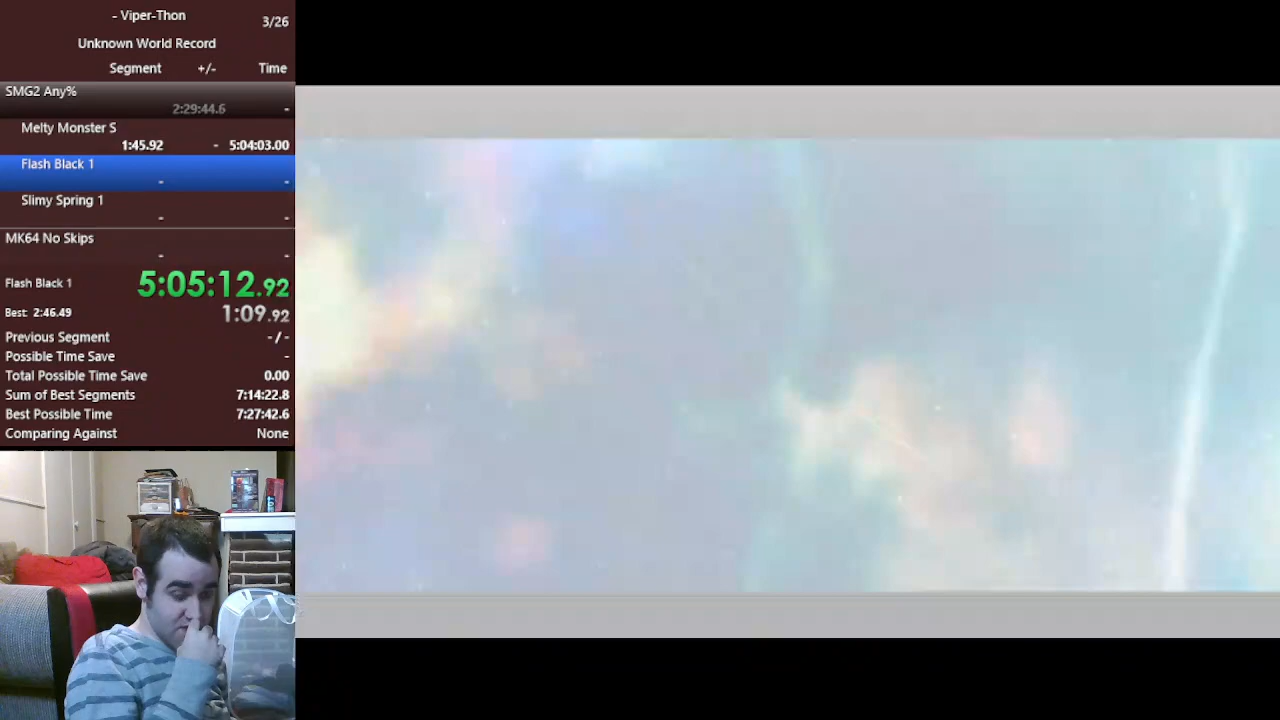 - Viper-Thon
3/26
Unknown World Record
Segment +/- Time
SMG2 Any%
2:29:44.6 -
Melty Monster S
1:45.92 - 5:04:03.00
Flash Black 1
- -
Slimy Spring 1
- -
MK64 No Skips
- -
Flash Black 1 5:05:12.92
Best: 2:46.49 1:09.92
Previous Segment - / -
Possible Time Save -
Total Possible Time Save 0.00
Sum of Best Segments 7:14:22.8
Best Possible Time 7:27:42.6
Comparing Against None